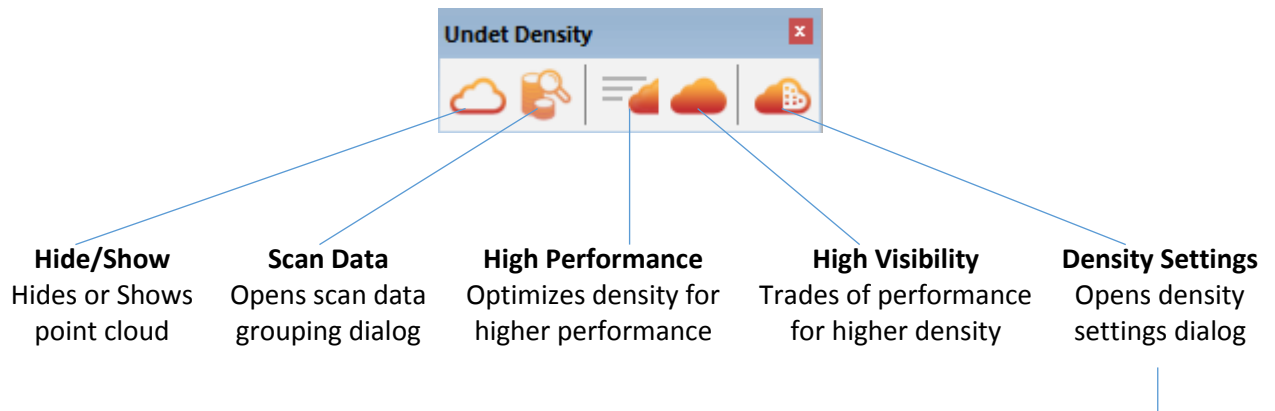 Undet Density
x
Hide/Show
Hides or Shows
point cloud
Scan Data
Opens scan data
grouping dialog
High Performance
Optimizes density for
higher performance
High Visibility
Trades of performance
for higher density
Density Settings
Opens density
settings dialog